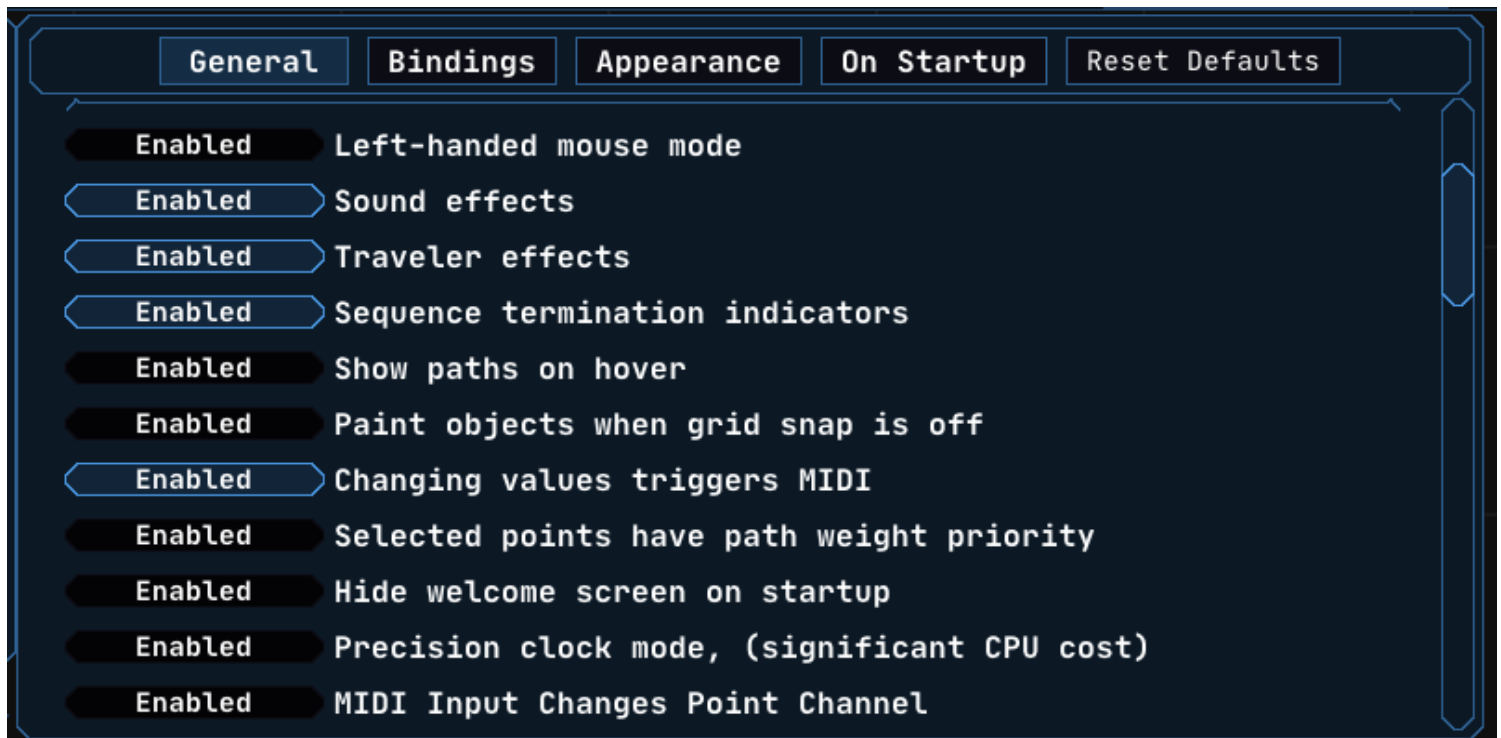 General Bindings Appearance On Startup Reset Defaults
Enabled Left-handed mouse mode
Enabled Sound effects
Enabled Traveler effects
Enabled Sequence termination indicators
Enabled Show paths on hover
Enabled Paint objects when grid snap is off
Enabled Changing values triggers MIDI
Enabled Selected points have path weight priority
Enabled Hide welcome screen on startup
Enabled Precision clock mode, (significant CPU cost)
Enabled MIDI Input Changes Point Channel